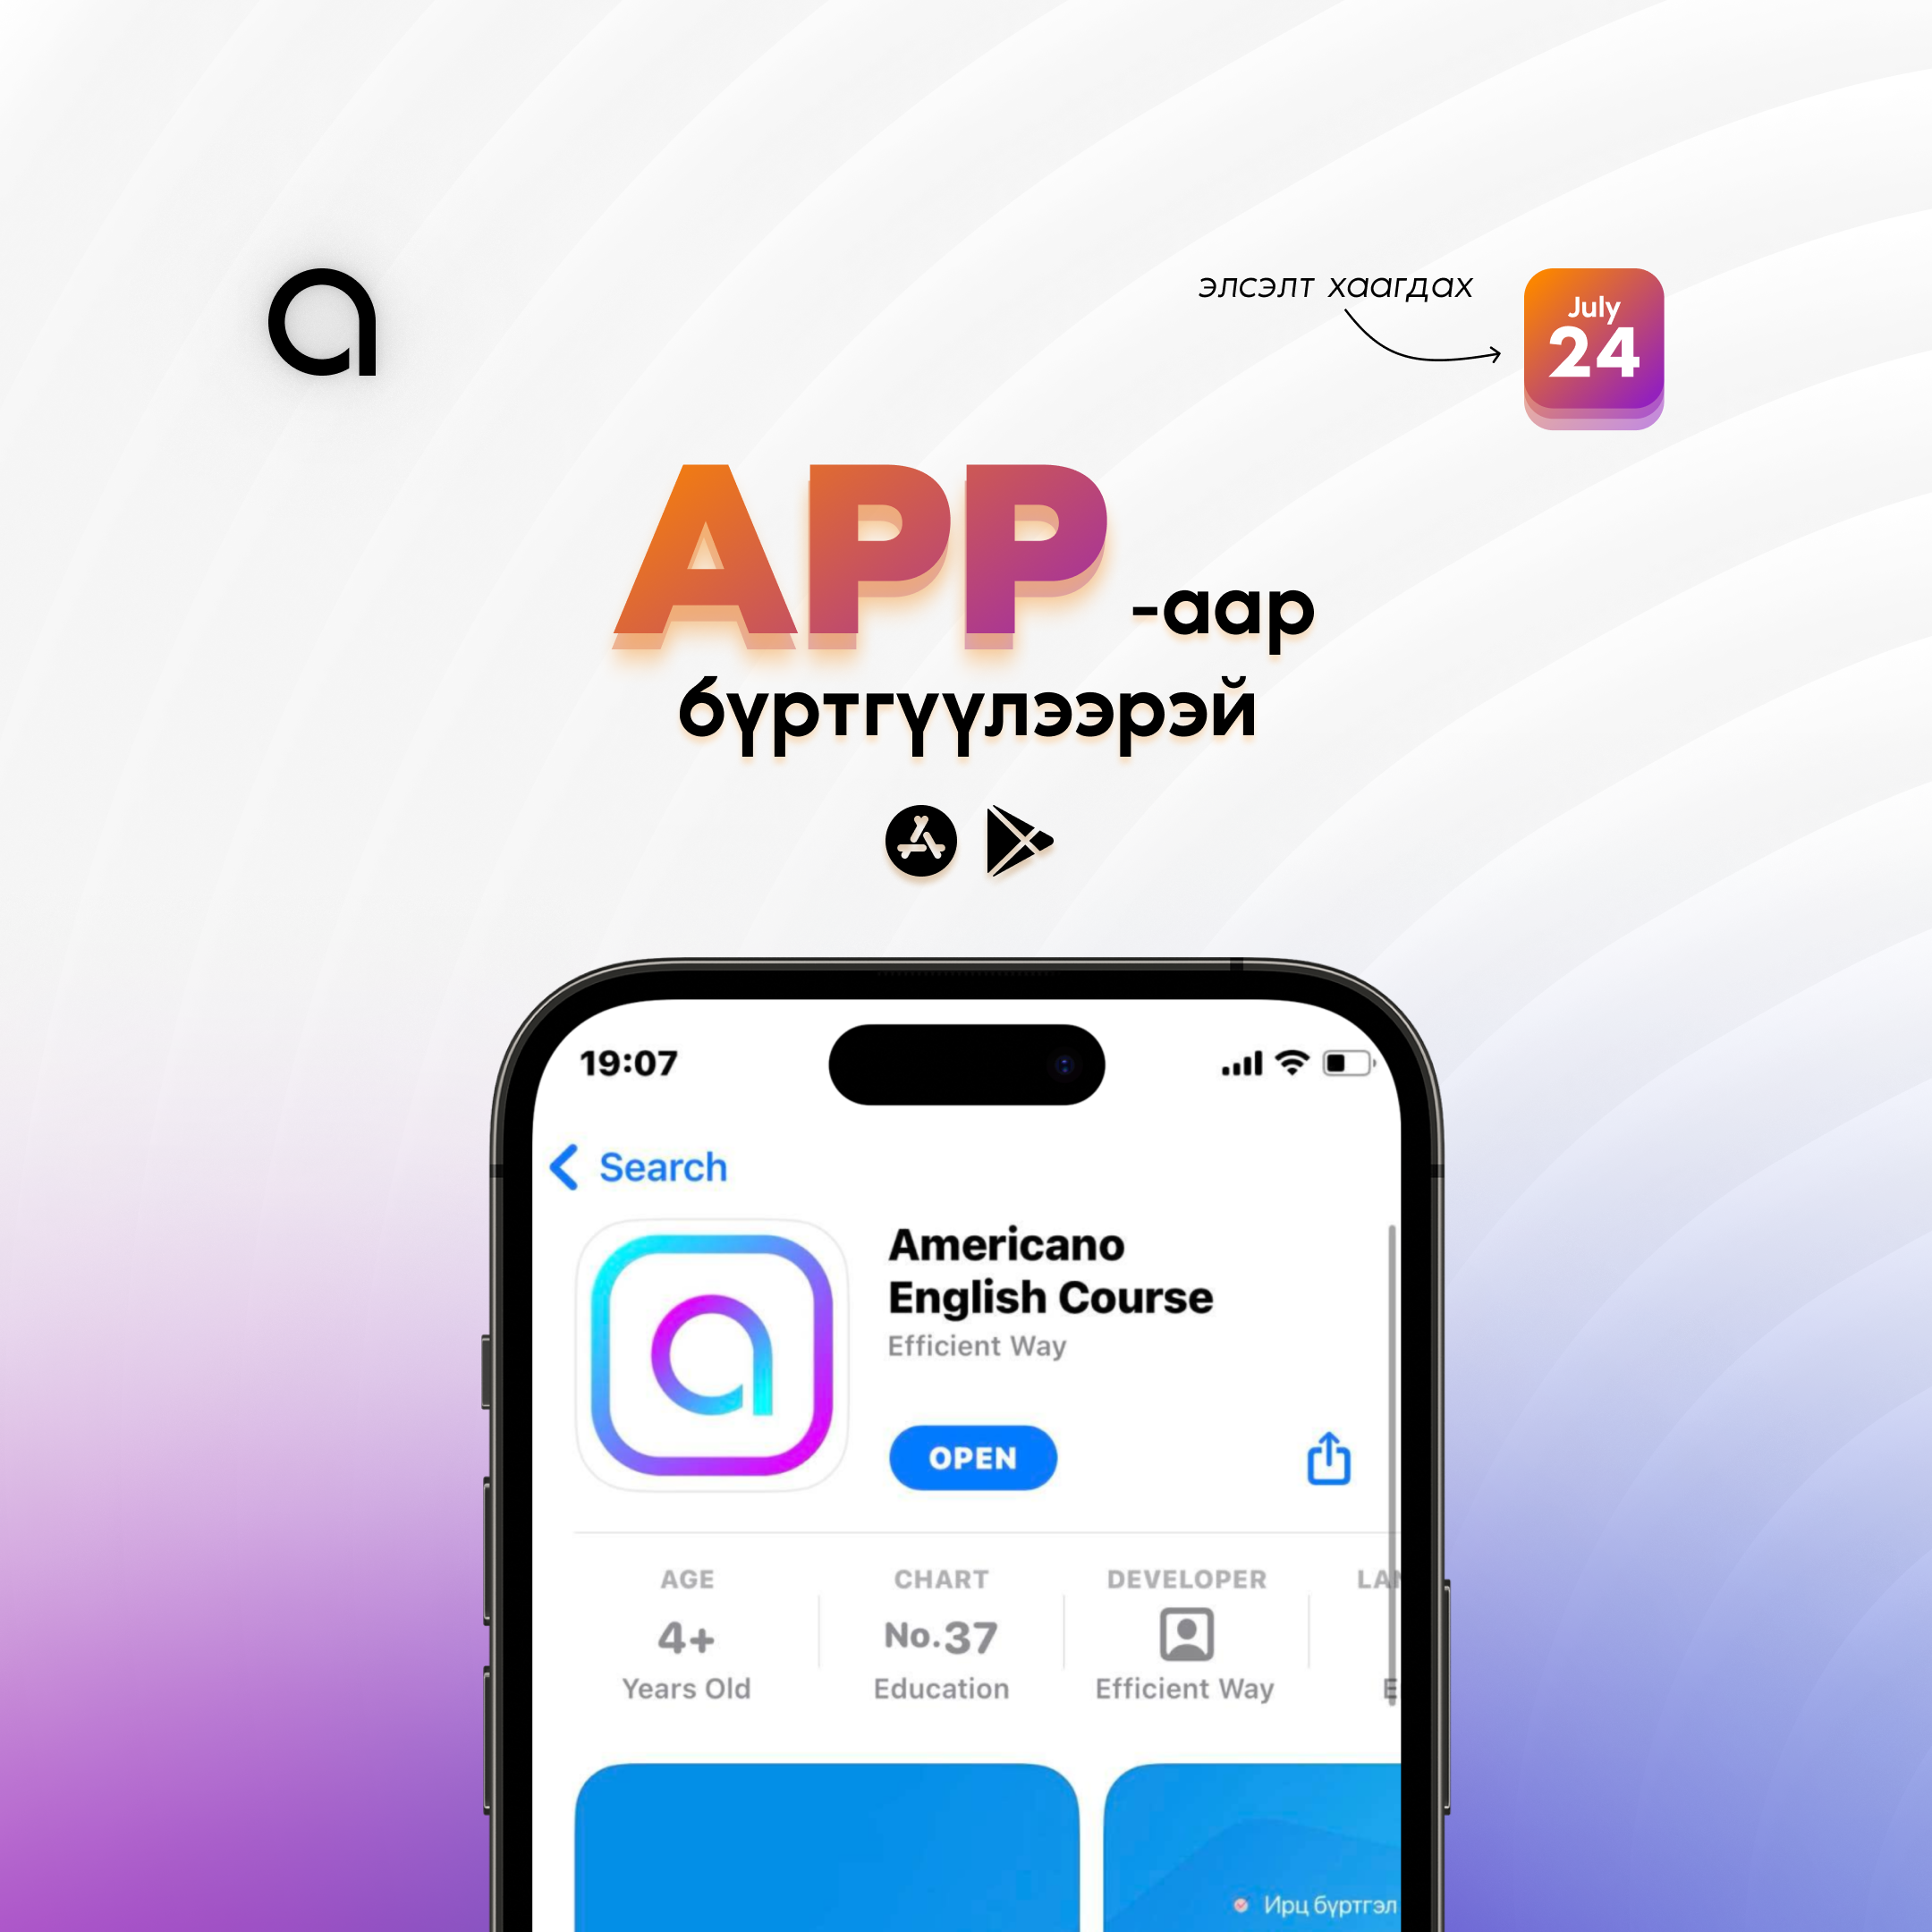 элсэлт хаагдах
July
24
APP -аар
бүртгүүлээрэй
19:07
Search
Americano
English Course
Efficient Way
OPEN
AGE
4+
Years Old
CHART
No.37
Education
DEVELOPER
Efficient Way
Ирц бүртгэл